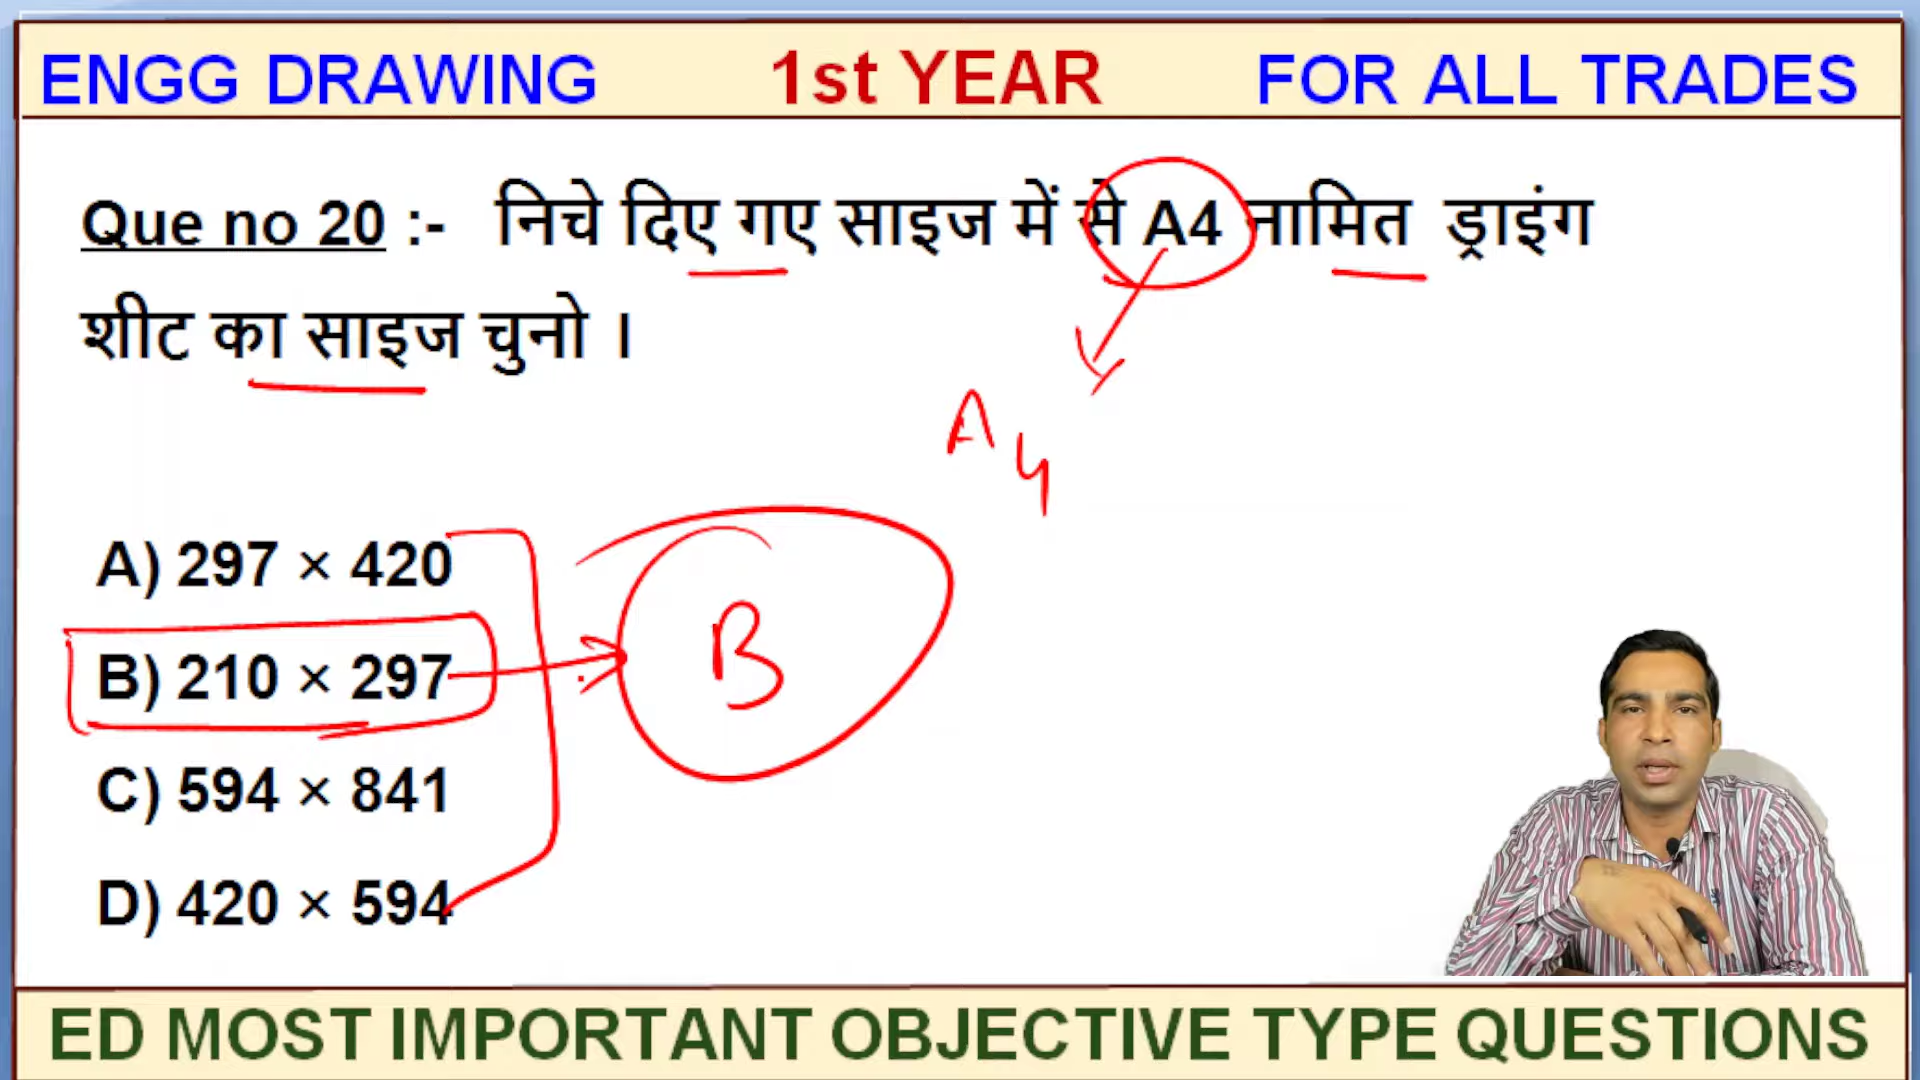 ENGG DRAWING 1st YEAR FOR ALL TRADES
Que no 20 :- निचे दिए गए साइज में से A4 नामित ड्राइंग
शीट का साइज चुनो ।
A4
A) 297 × 420
B) 210 × 297
B
C) 594 × 841
D) 420 × 594
ED MOST IMPORTANT OBJECTIVE TYPE QUESTIONS